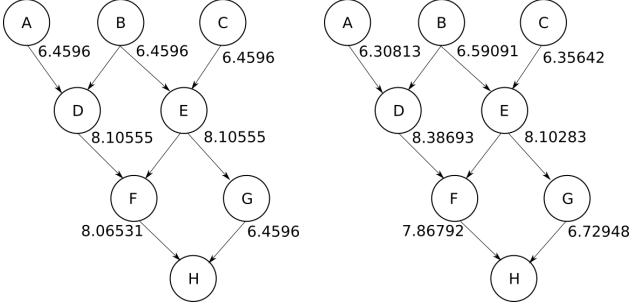 A B C A B C
6.4596 6.4596 6.4596 6.30813 6.59091 6.35642
D E D E
8.10555 8.10555 8.38693 8.10283
F G F G
8.06531 6.4596 7.86792 6.72948
H H